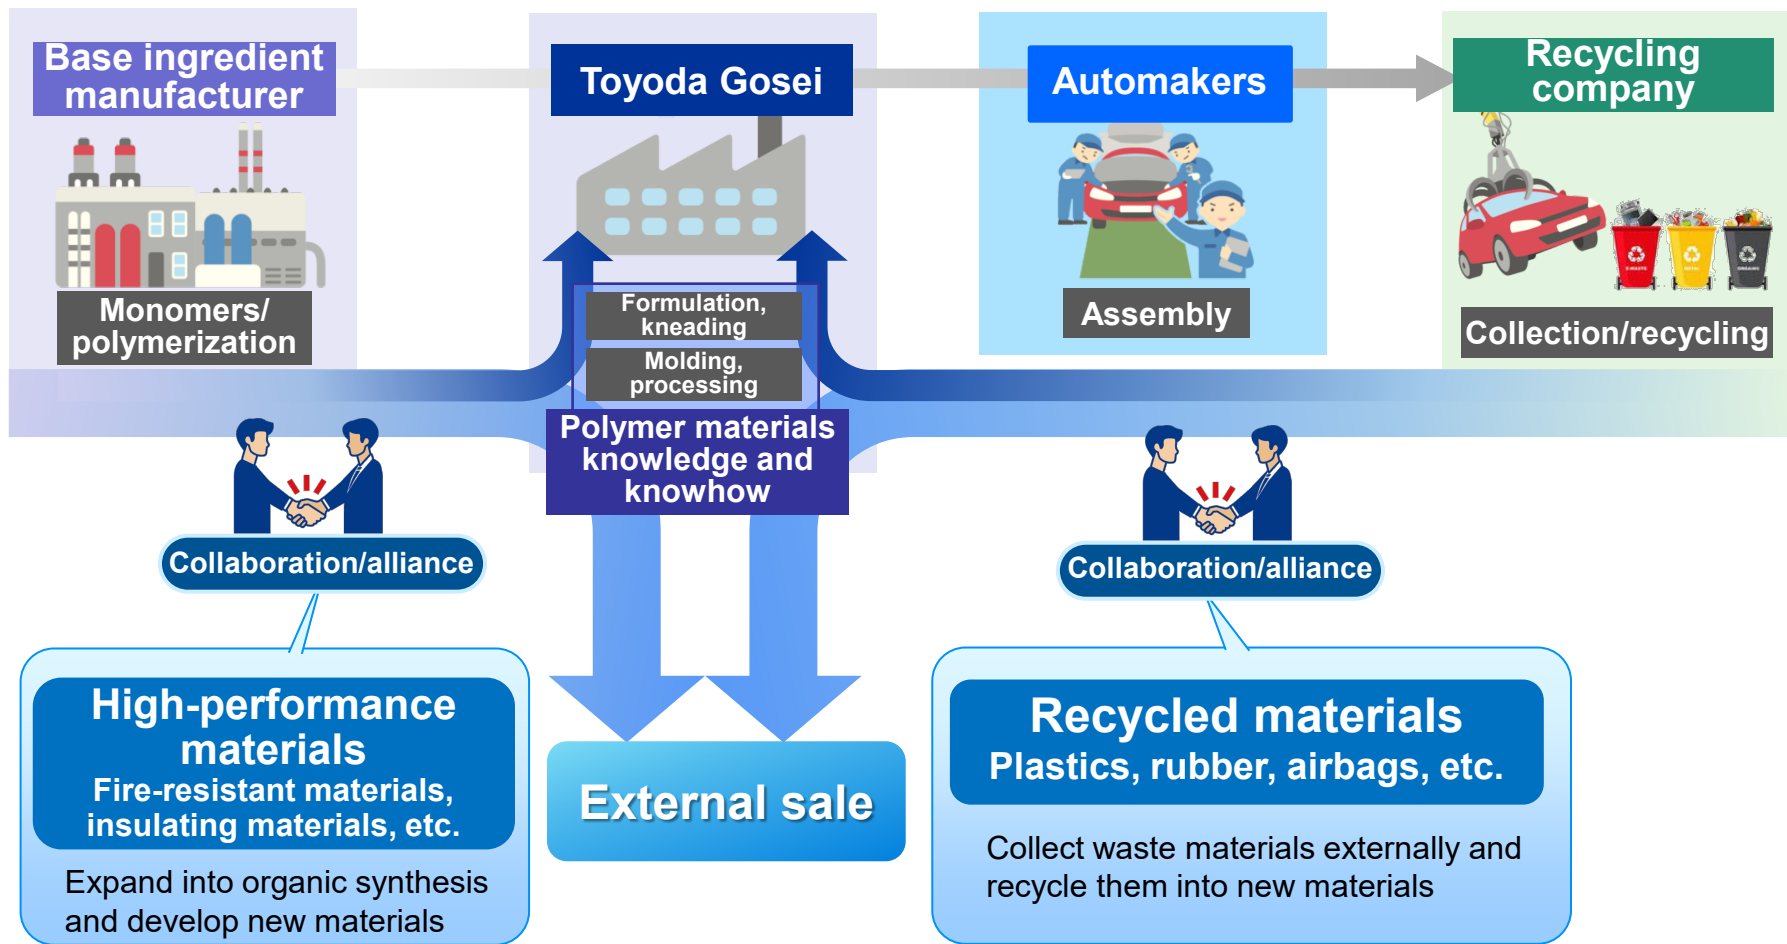 Base ingredient
manufacturer
Toyoda Gosei
Automakers
Recycling
company
Monomers/
polymerization
Formulation,
kneading
Molding,
processing
Polymer materials
knowledge and
knowhow
Assembly
E-WASTE
METAL
ORGANIC
Collection/recycling
Collaboration/alliance
Collaboration/alliance
High-performance
materials
Fire-resistant materials,
insulating materials, etc.
Expand into organic synthesis
and develop new materials
External sale
Recycled materials
Plastics, rubber, airbags, etc.
Collect waste materials externally and
recycle them into new materials